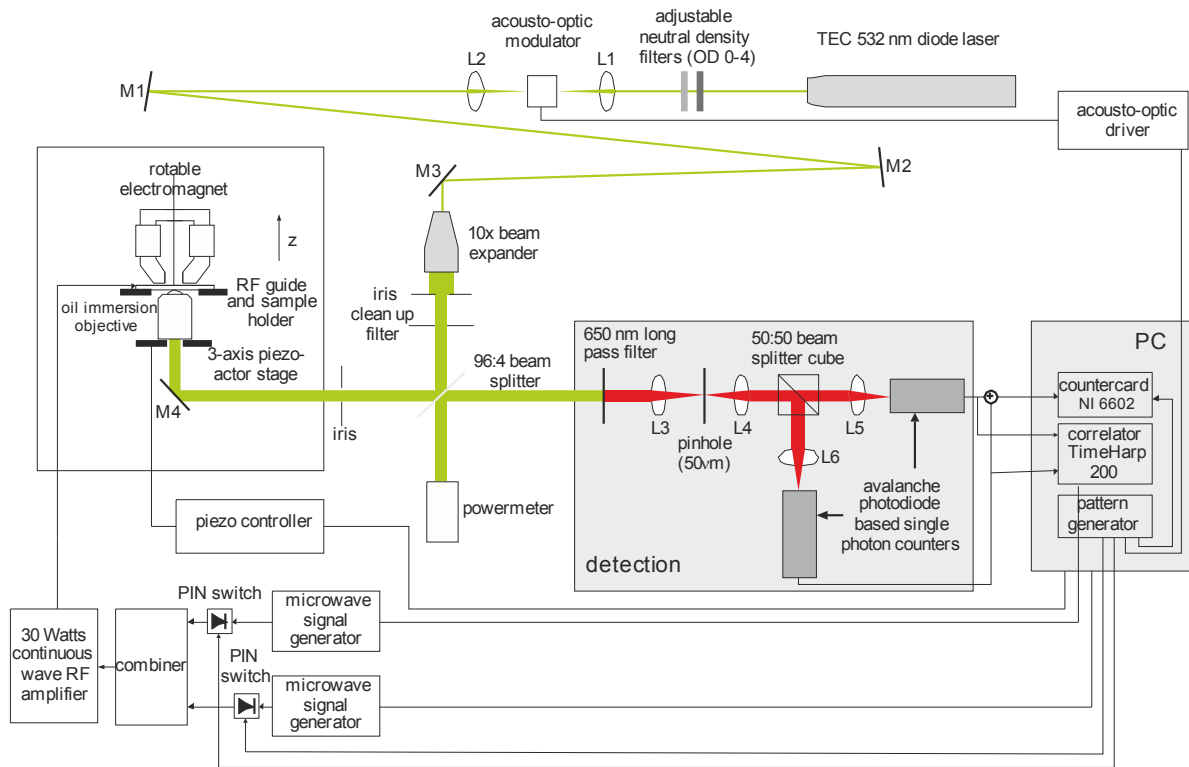 acousto-optic
modulator
adjustable
neutral density
filters (OD 0-4)
TEC 532 nm diode laser
L2
L1
M1
acousto-optic
driver
M2
M3
rotable
electromagnet
z
10x beam
expander
RF guide
and sample
holder
oil immersion
objective
iris
clean up
filter
3-axis piezo-
actor stage
96:4 beam
splitter
M4
iris
650 nm long
pass filter
50:50 beam
splitter cube
L3
pinhole
(50νm)
L4
L5
L6
avalanche
photodiode
based single
photon counters
detection
PC
countercard
NI 6602
correlator
TimeHarp
200
pattern
generator
powermeter
piezo controller
PIN switch
microwave
signal
generator
30 Watts
continuous
wave RF
amplifier
combiner
PIN
switch
microwave
signal
generator